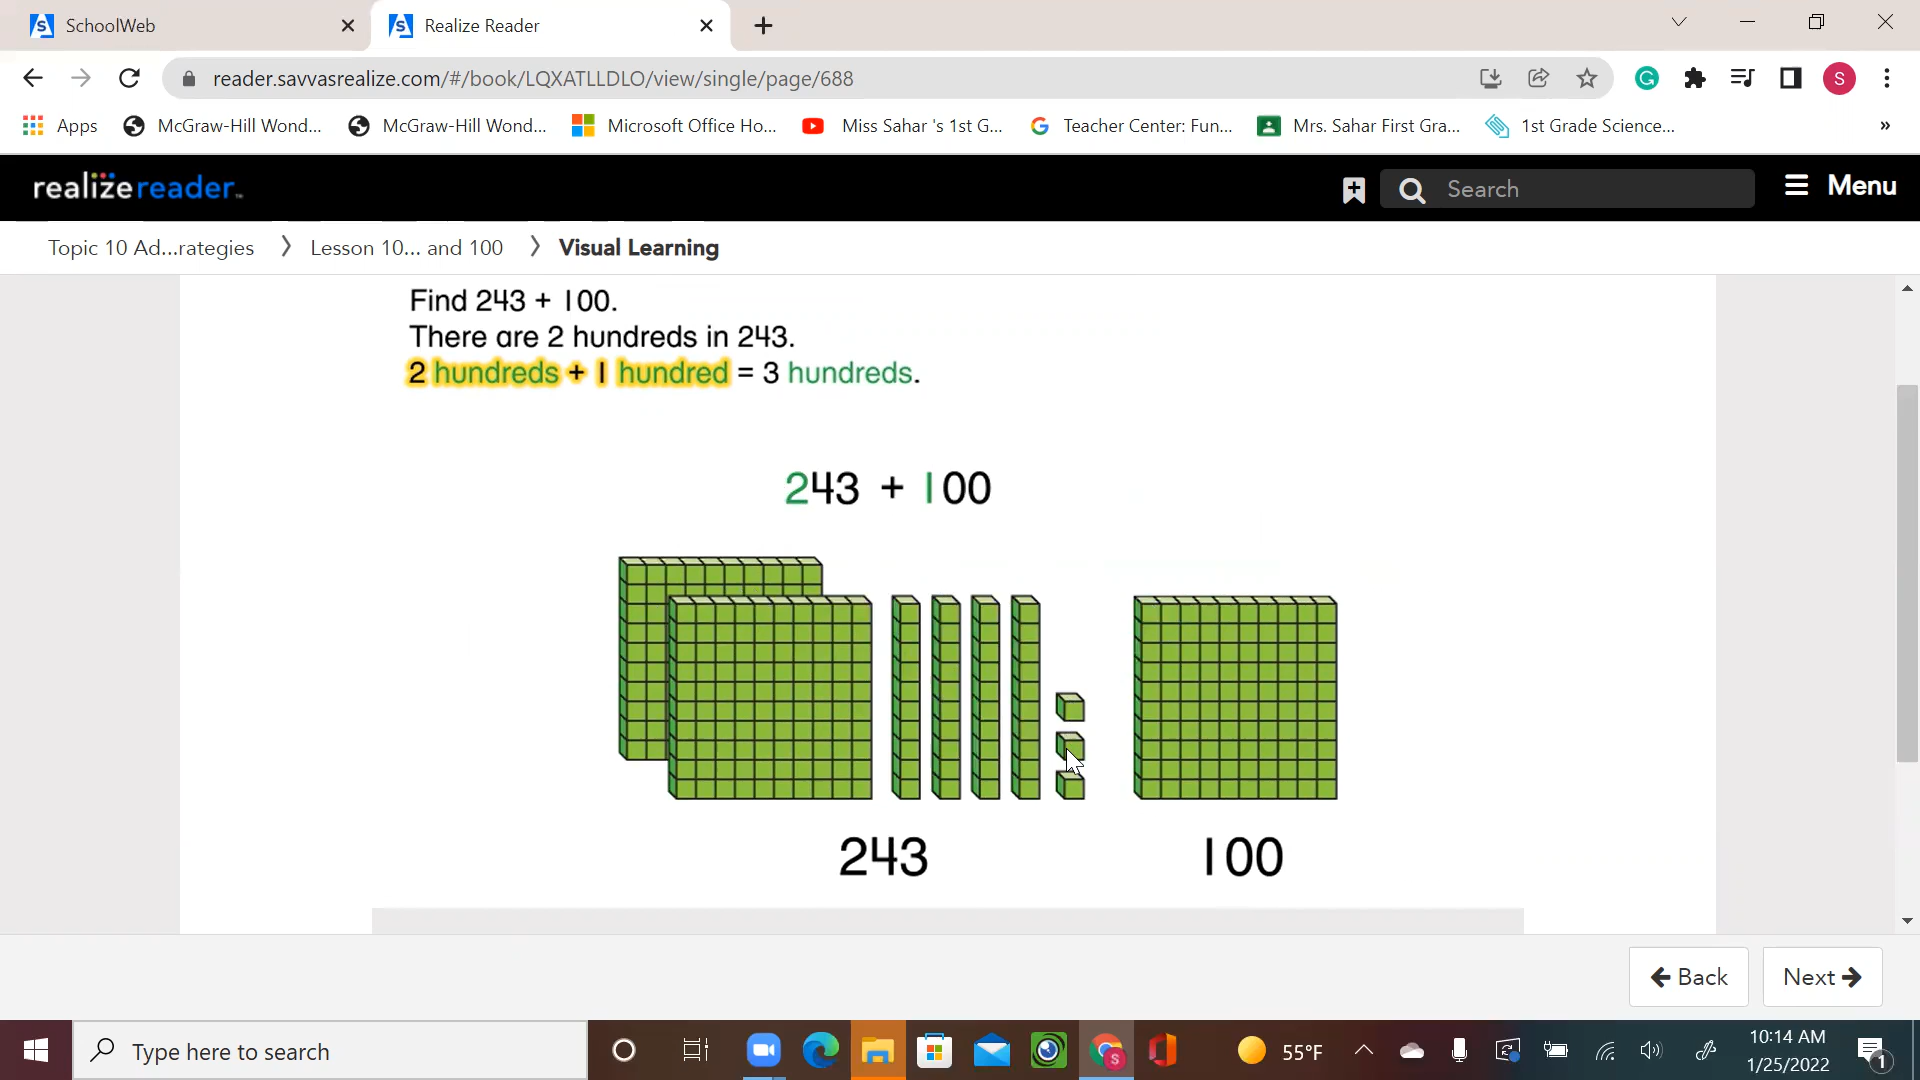 SchoolWeb
Realize Reader
reader.savvasrealize.com/#/book/LQXATLLDLO/view/single/page/688
S
Apps
McGraw-Hill Wond...
McGraw-Hill Wond...
Microsoft Office Ho...
Miss Sahar 's 1st G...
Teacher Center: Fun...
Mrs. Sahar First Gra...
1st Grade Science...
»
realizereader™
Search
Menu
Topic 10 Ad...rategies
Lesson 10... and 100
Visual Learning
Find 243 + 100.
There are 2 hundreds in 243.
2 hundreds + 1 hundred = 3 hundreds.
243 + 100
243
100
Back
Next
Type here to search
55°F
10:14 AM
1/25/2022
1